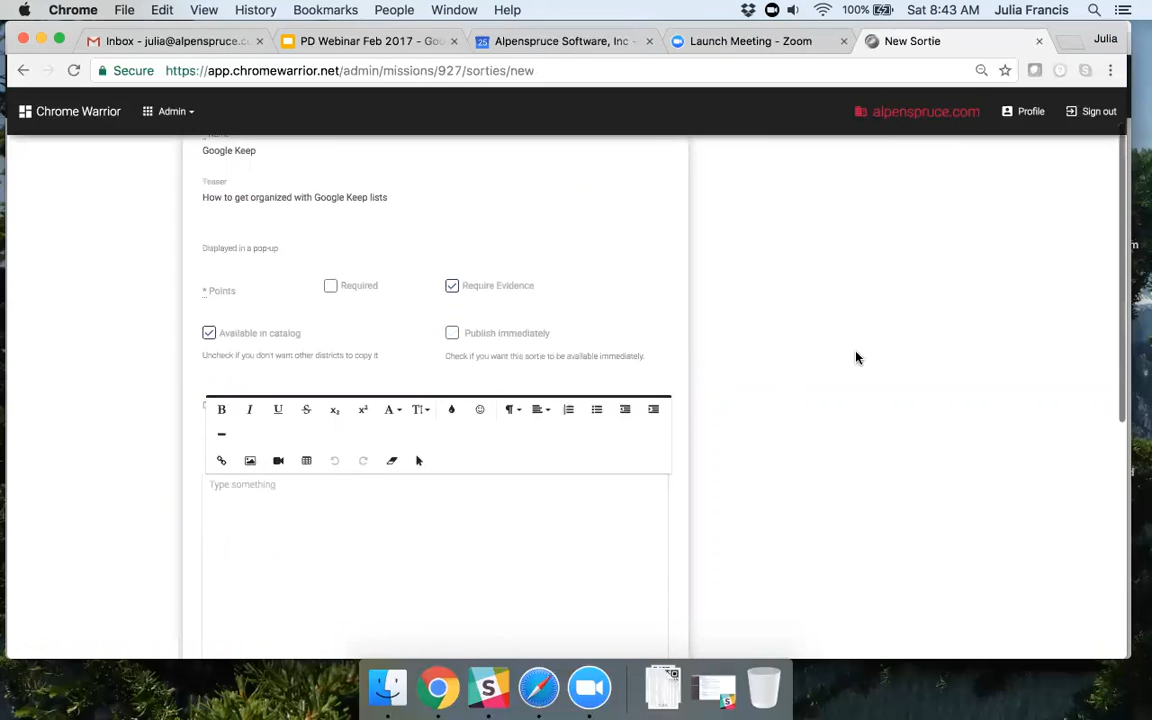 Chrome File Edit View History Bookmarks People Window Help 100% Sat 8:43 AM Julia Francis
Inbox - julia@alpenspruce.c PD Webinar Feb 2017 - Goo Alpenspruce Software, Inc - Launch Meeting - Zoom New Sortie Julia
Secure https://app.chromewarrior.net/admin/missions/927/sorties/new
Chrome Warrior Admin alpenspruce.com Profile Sign out
* Name
Google Keep
Teaser
How to get organized with Google Keep lists
Displayed in a pop-up
* Points Required Require Evidence
Available in catalog Publish immediately
Uncheck if you don't want other districts to copy it Check if you want this sortie to be available immediately.
B I U S x₂ x² A T
Type something